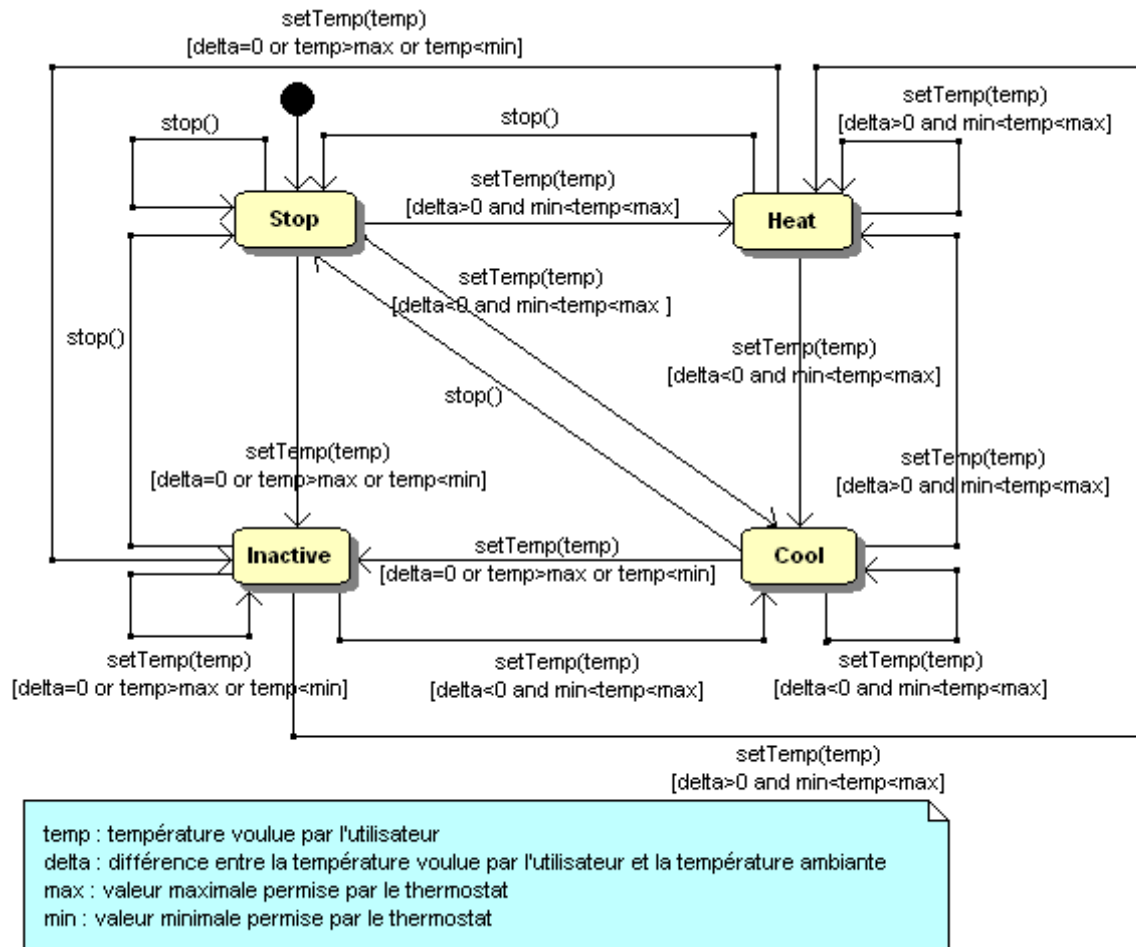 setTemp(temp)
[delta=0 or temp>max or temp<min]
stop()
stop()
setTemp(temp)
[delta>0 and min<temp<max]
setTemp(temp)
[delta>0 and min<temp<max]
Stop
Heat
setTemp(temp)
[delta<0 and min<temp<max ]
stop()
setTemp(temp)
[delta<0 and min<temp<max]
stop()
setTemp(temp)
[delta=0 or temp>max or temp<min]
setTemp(temp)
[delta>0 and min<temp<max]
Inactive
setTemp(temp)
[delta=0 or temp>max or temp<min]
Cool
setTemp(temp)
[delta=0 or temp>max or temp<min]
setTemp(temp)
[delta<0 and min<temp<max]
setTemp(temp)
[delta<0 and min<temp<max]
setTemp(temp)
[delta>0 and min<temp<max]
temp : température voulue par l'utilisateur
delta : différence entre la température voulue par l'utilisateur et la température ambiante
max : valeur maximale permise par le thermostat
min : valeur minimale permise par le thermostat